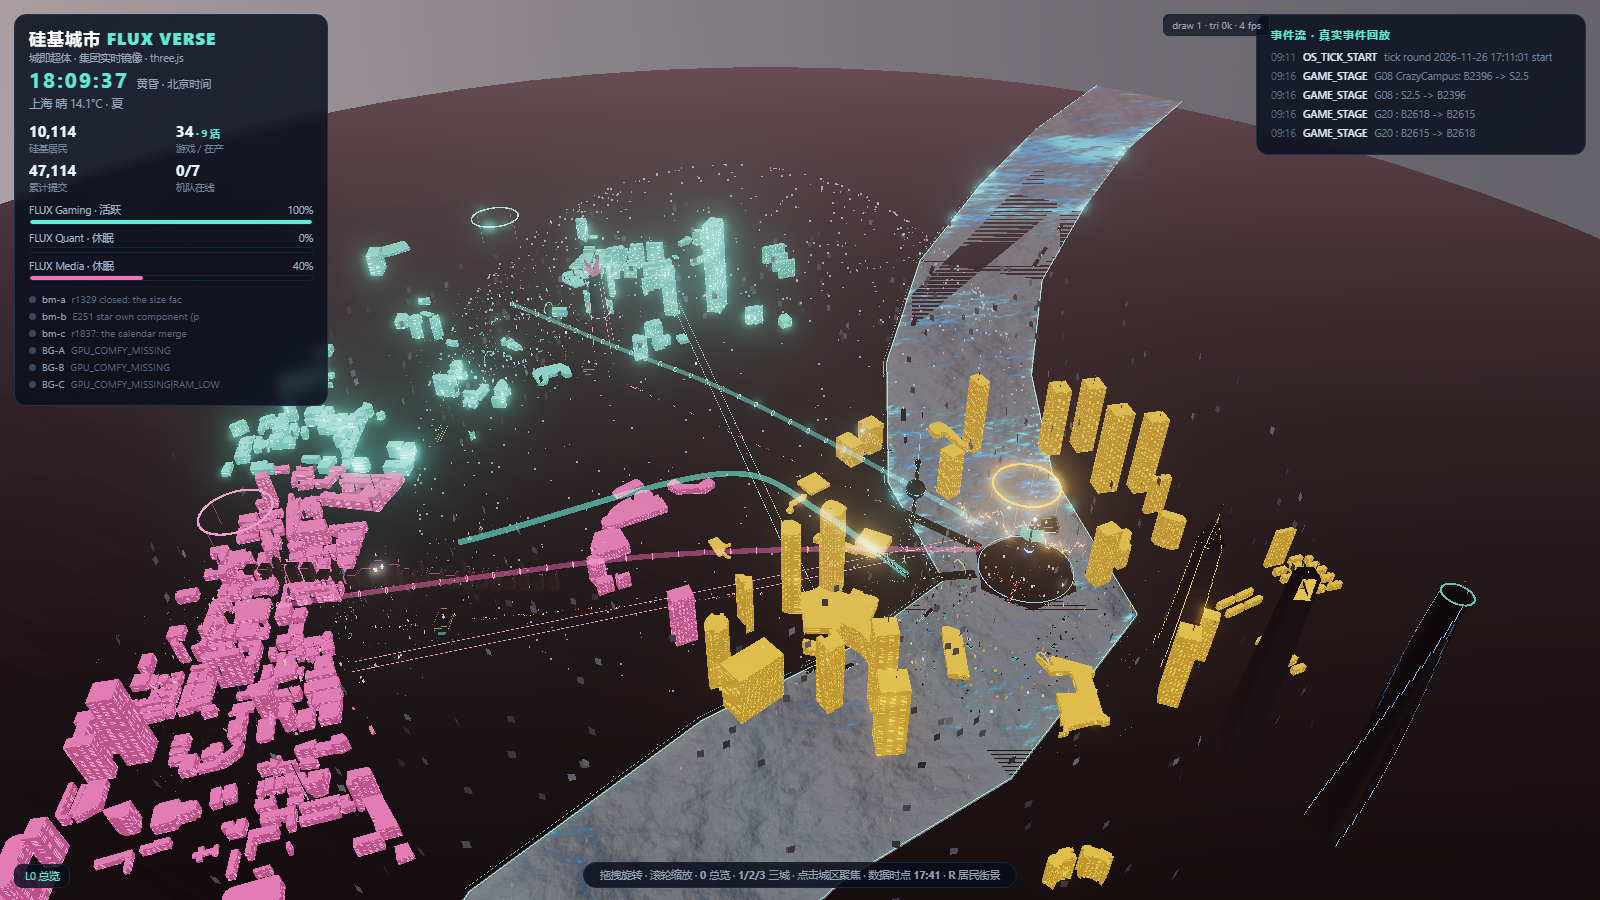 硅基城市 FLUX VERSE
城即超体 · 集团实时镜像 · three.js
18:09:37 黄昏 · 北京时间
上海 晴 14.1°C · 夏
10,114 34 · 9 活
硅基居民 游戏 / 在产
47,114 0/7
累计提交 机队在线
FLUX Gaming · 活跃 100%
FLUX Quant · 休眠 0%
FLUX Media · 休眠 40%
bm-a r1329 closed: the size fac
bm-b E251 star own component (p
bm-c r1837: the calendar merge
BG-A GPU_COMFY_MISSING
BG-B GPU_COMFY_MISSING
BG-C GPU_COMFY_MISSING|RAM_LOW
draw 1 · tri 0k · 4 fps
事件流 · 真实事件回放
09:11 OS_TICK_START tick round 2026-11-26 17:11:01 start
09:16 GAME_STAGE G08 CrazyCampus: B2396 -> S2.5
09:16 GAME_STAGE G08 : S2.5 -> B2396
09:16 GAME_STAGE G20 : B2618 -> B2615
09:16 GAME_STAGE G20 : B2615 -> B2618
L0 总览
拖拽旋转 · 滚轮缩放 · 0 总览 · 1/2/3 三城 · 点击城区聚焦 · 数据时点 17:41 · R 居民街景